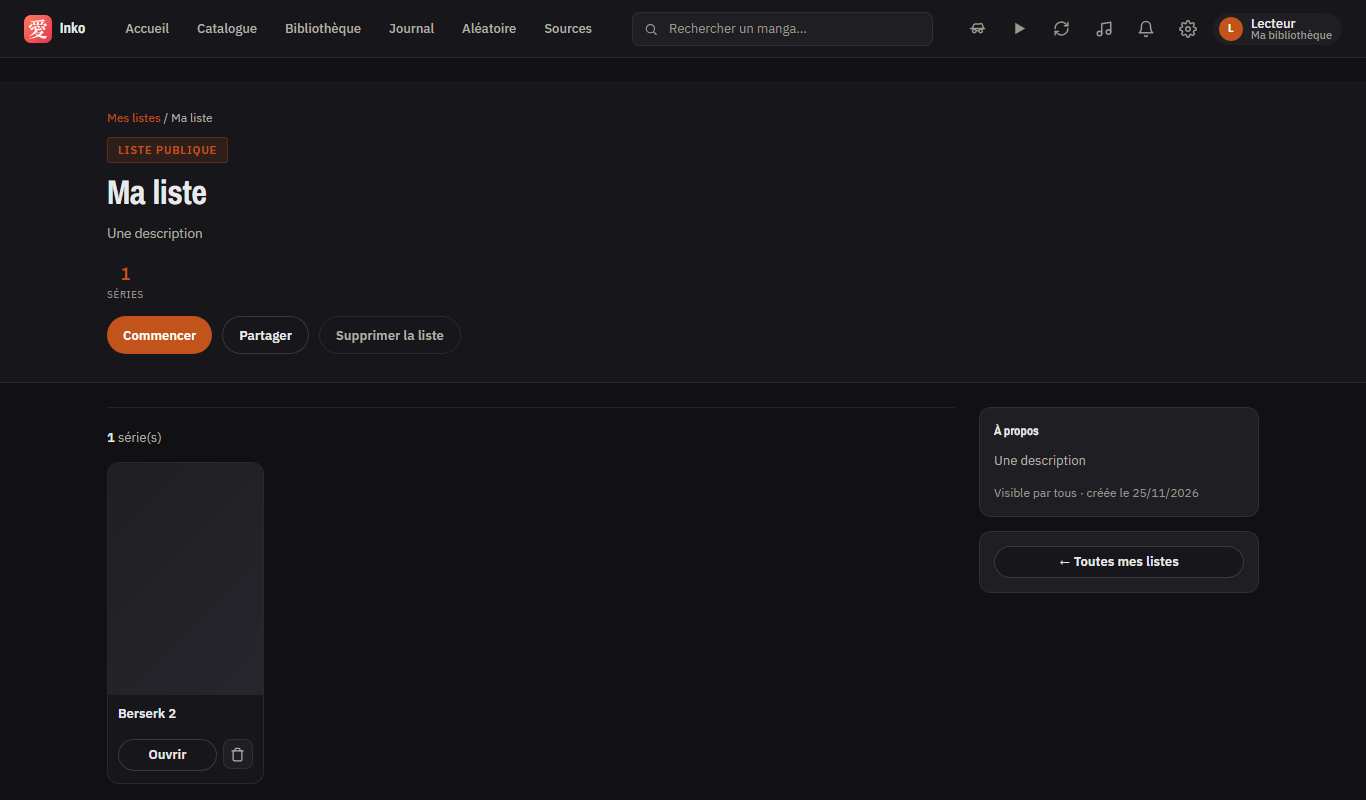 愛 Inko
Accueil
Catalogue
Bibliothèque
Journal
Aléatoire
Sources
Rechercher un manga...
L
Lecteur
Ma bibliothèque
Mes listes / Ma liste
LISTE PUBLIQUE
Ma liste
Une description
1
SÉRIES
Commencer
Partager
Supprimer la liste
1 série(s)
Berserk 2
Ouvrir
À propos
Une description
Visible par tous · créée le 25/11/2026
← Toutes mes listes